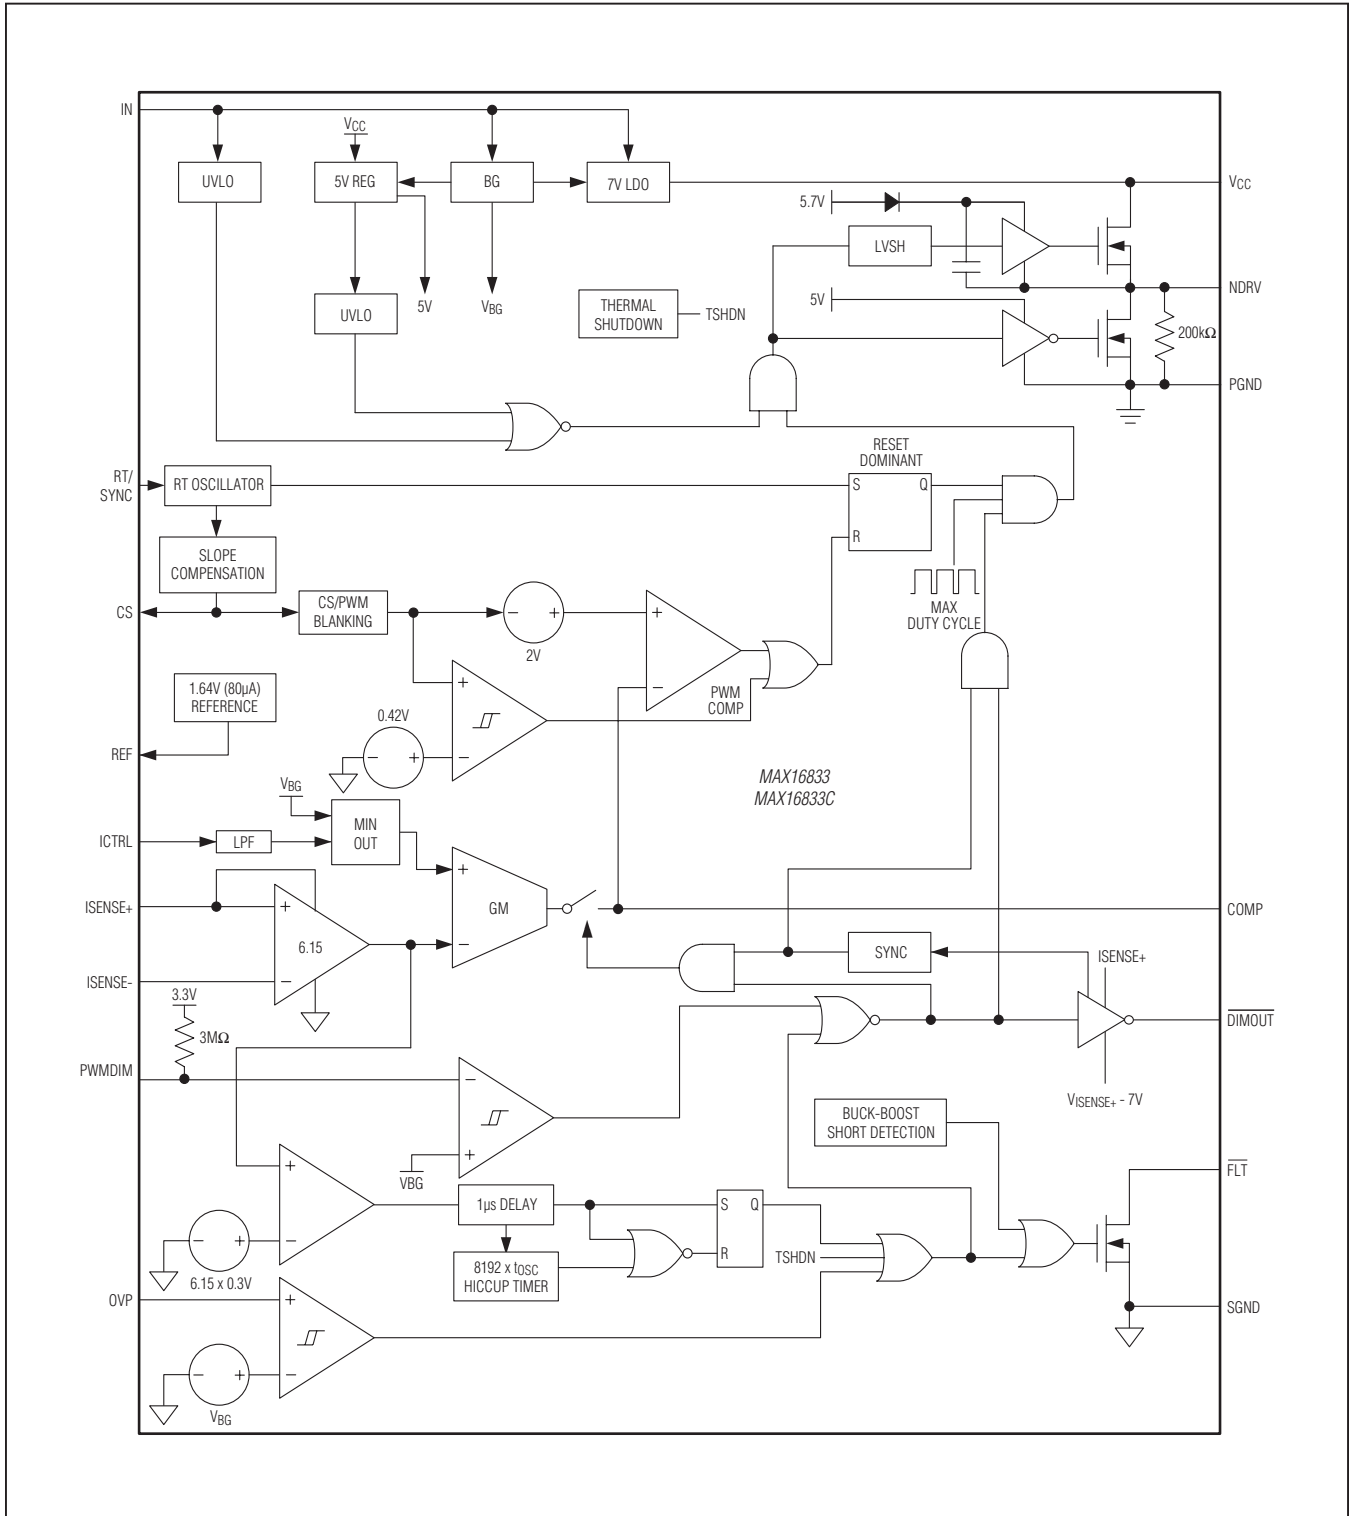 IN
VCC
UVLO
5V REG
BG
7V LDO
VCC
5.7V
LVSH
UVLO
5V
VBG
THERMAL
SHUTDOWN
TSHDN
5V
NDRV
200kΩ
PGND
RT/
SYNC
RT OSCILLATOR
RESET
DOMINANT
S
Q
R
SLOPE
COMPENSATION
CS
CS/PWM
BLANKING
-
+
2V
+
-
MAX
DUTY CYCLE
1.64V (80µA)
REFERENCE
REF
0.42V
-
+
+
-
PWM
COMP
MAX16833
MAX16833C
VBG
MIN
OUT
ICTRL
LPF
+
-
GM
ISENSE+
+
6.15
-
ISENSE-
COMP
SYNC
ISENSE+
3.3V
3MΩ
DIMOUT
PWMDIM
-
+
VBG
VISENSE+ - 7V
BUCK-BOOST
SHORT DETECTION
FLT
+
-
-
+
6.15 x 0.3V
1µs DELAY
8192 x tOSC
HICCUP TIMER
S
Q
R
TSHDN
OVP
+
-
-
+
VBG
SGND